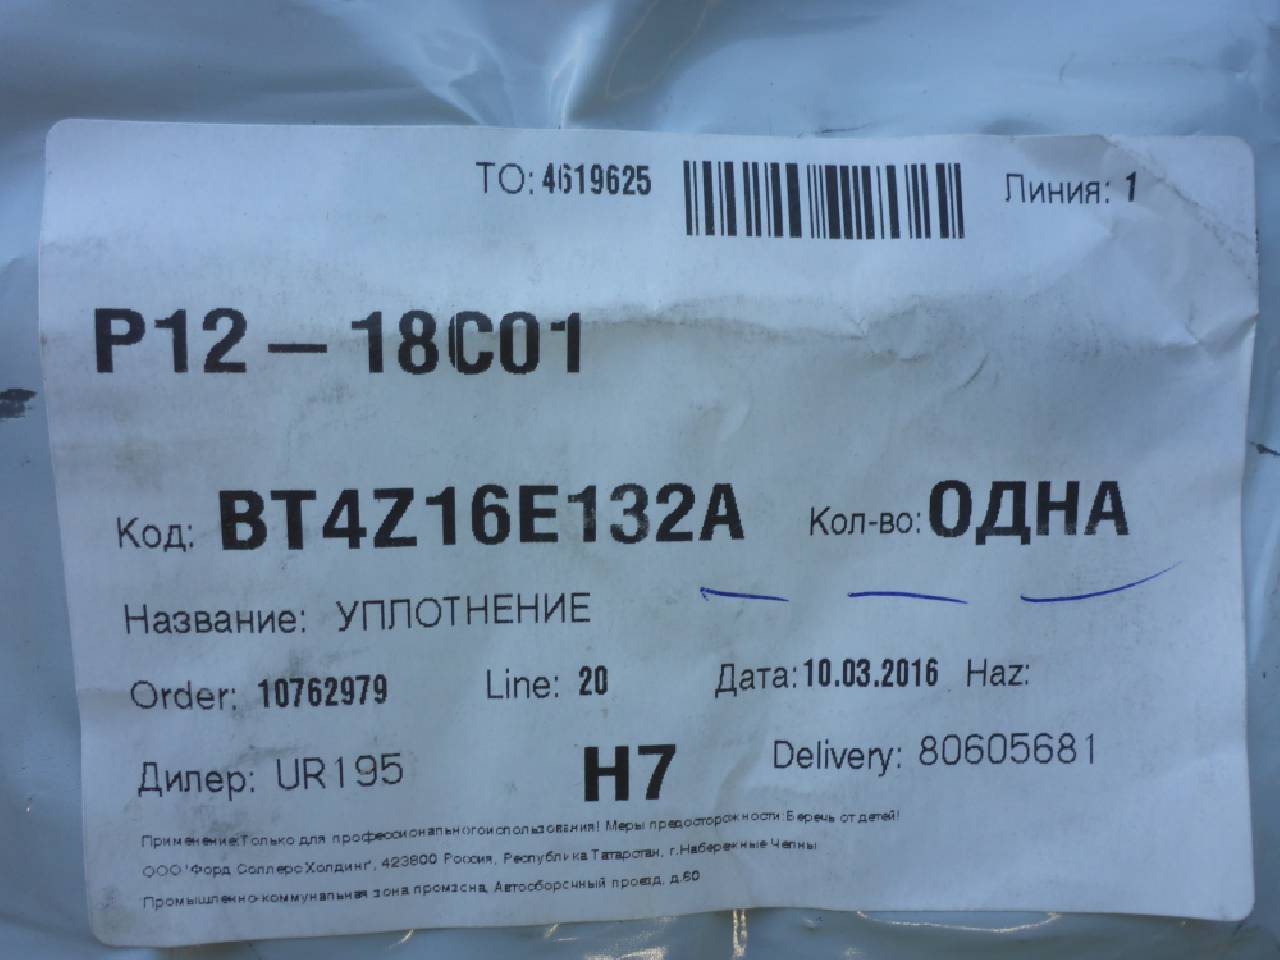 ТО: 4619625 Линия: 1
P12 — 18C01
Код: BT4Z16E132A Кол-во: ОДНА
Название: УПЛОТНЕНИЕ
Order: 10762979 Line: 20 Дата: 10.03.2016 Haz:
Дилер: UR195 H7 Delivery: 80605681
Применение:Только для профессионального использования! Меры предосторожности: Беречь от детей!
ООО "Форд Соллерс Холдинг", 423800 Россия, Республика Татарстан, г.Набережные Челны
Промышленно-коммунальная зона промзона, Автосборочный проезд, д.60